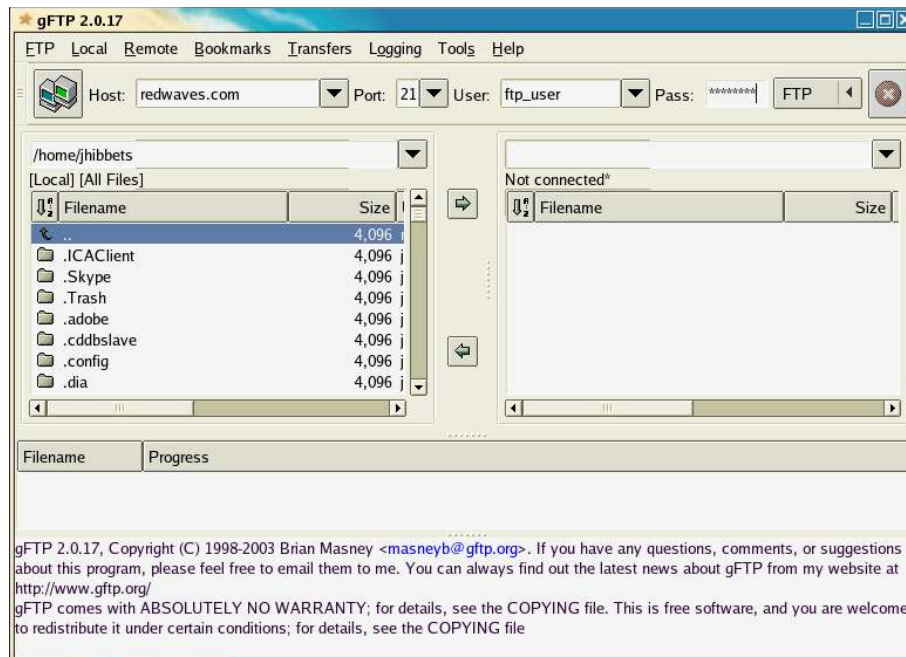 gFTP 2.0.17
FTP Local Remote Bookmarks Transfers Logging Tools Help
Host: redwaves.com Port: 21 User: ftp_user Pass: ******** FTP
/home/jhibbets
[Local] [All Files]
Filename Size
.. 4,096
.ICAClient 4,096 j
.Skype 4,096 j
.Trash 4,096 j
.adobe 4,096 j
.cddbslave 4,096 j
.config 4,096 j
.dia 4,096 j
Not connected*
Filename Size
Filename Progress
gFTP 2.0.17, Copyright (C) 1998-2003 Brian Masney <masneyb@gftp.org>. If you have any questions, comments, or suggestions
about this program, please feel free to email them to me. You can always find out the latest news about gFTP from my website at
http://www.gftp.org/
gFTP comes with ABSOLUTELY NO WARRANTY; for details, see the COPYING file. This is free software, and you are welcome
to redistribute it under certain conditions; for details, see the COPYING file